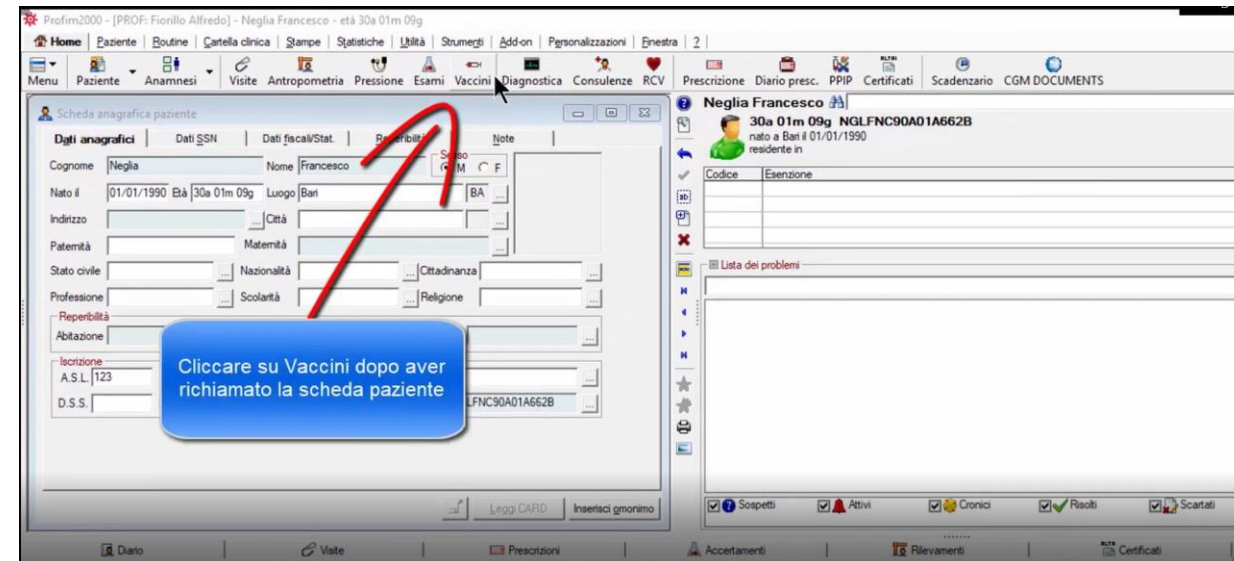 Profim2000 - [PROF: Fiorillo Alfredo] - Neglia Francesco - età 30a 01m 09g
Home Paziente Routine Cartella clinica Stampe Statistiche Utilità Strumenti Add-on Personalizzazioni Finestra ?
Menu Paziente Anamnesi Visite Antropometria Pressione Esami Vaccini Diagnostica Consulenze RCV Prescrizione Diario presc. PPIP Certificati Scadenzario CGM DOCUMENTS
Scheda anagrafica paziente
Dati anagrafici Dati SSN Dati fiscali/Stat. Reperibilità Note
Cognome Neglia Nome Francesco Sesso M F
Nato il 01/01/1990 Età 30a 01m 09g Luogo Bari BA ...
Indirizzo ... Città ...
Paternità Maternità ...
Stato civile ... Nazionalità ... Cittadinanza ...
Professione ... Scolarità ... Religione ...
Reperibilità
Abitazione ...
Iscrizione
A.S.L. 123 ...
D.S.S. LFNC90A01A662B ...
Cliccare su Vaccini dopo aver
richiamato la scheda paziente
Leggi CARD Inserisci omonimo
Neglia Francesco
30a 01m 09g NGLFNC90A01A662B
nato a Bari il 01/01/1990
residente in
Codice Esenzione
Lista dei problemi
Sospetti Attivi Cronici Risolti Scartati
Diario Visite Prescrizioni Accertamenti Rilevamenti Certificati